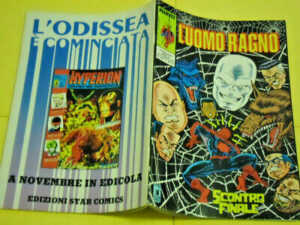 L'ODISSEA
È COMINCIATA
HYPERION
A NOVEMBRE IN EDICOLA
EDIZIONI STAR COMICS
L'UOMO RAGNO
SCONTRO
FINALE